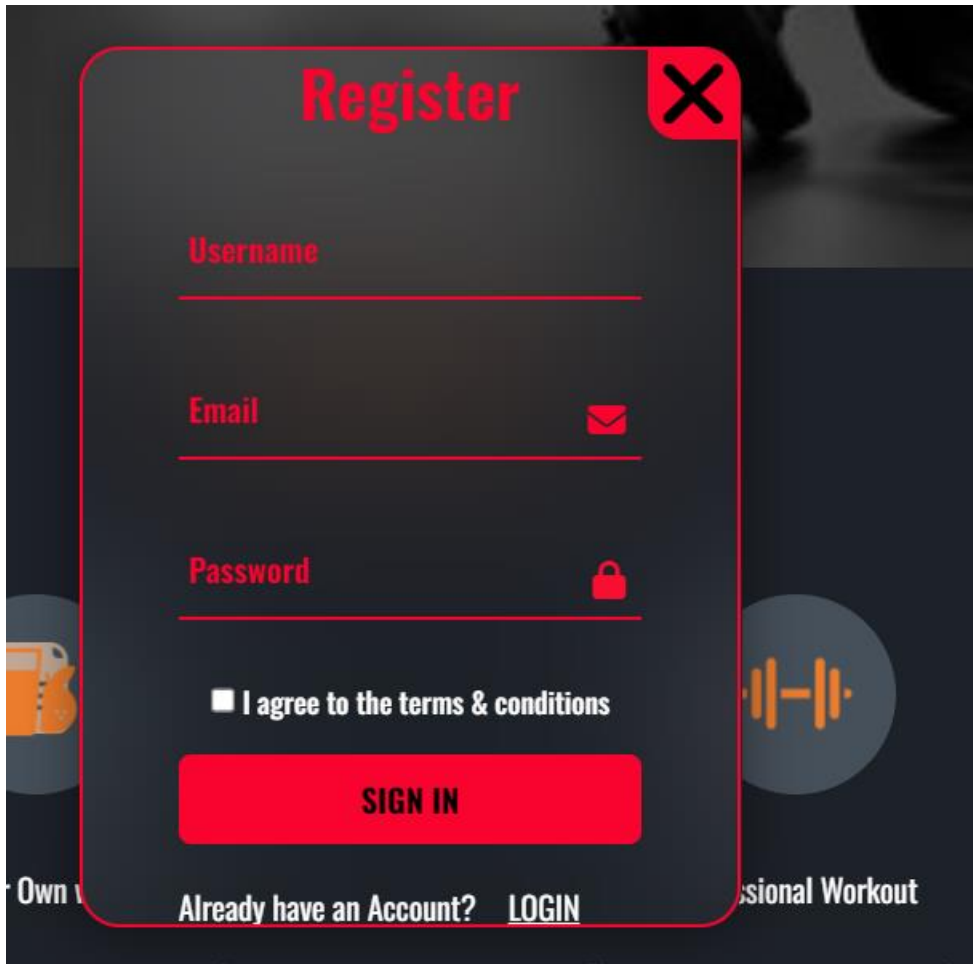 Register
Username
Email
Password
I agree to the terms & conditions
SIGN IN
Own
ssional Workout
Already have an Account? LOGIN